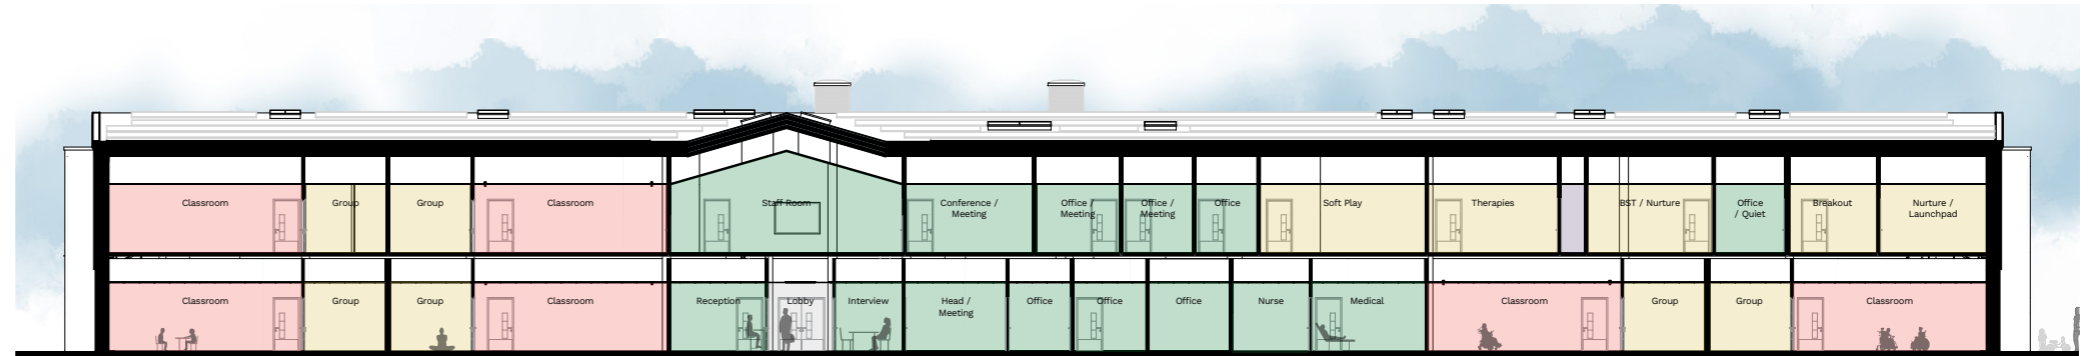 Classroom
Group
Group
Classroom
Staff Room
Conference /
Meeting
Office /
Meeting
Office /
Meeting
Office
Soft Play
Therapies
BST / Nurture
Office
/ Quiet
Breakout
Nurture /
Launchpad
Classroom
Group
Group
Classroom
Reception
Lobby
Interview
Head /
Meeting
Office
Office
Office
Nurse
Medical
Classroom
Group
Group
Classroom